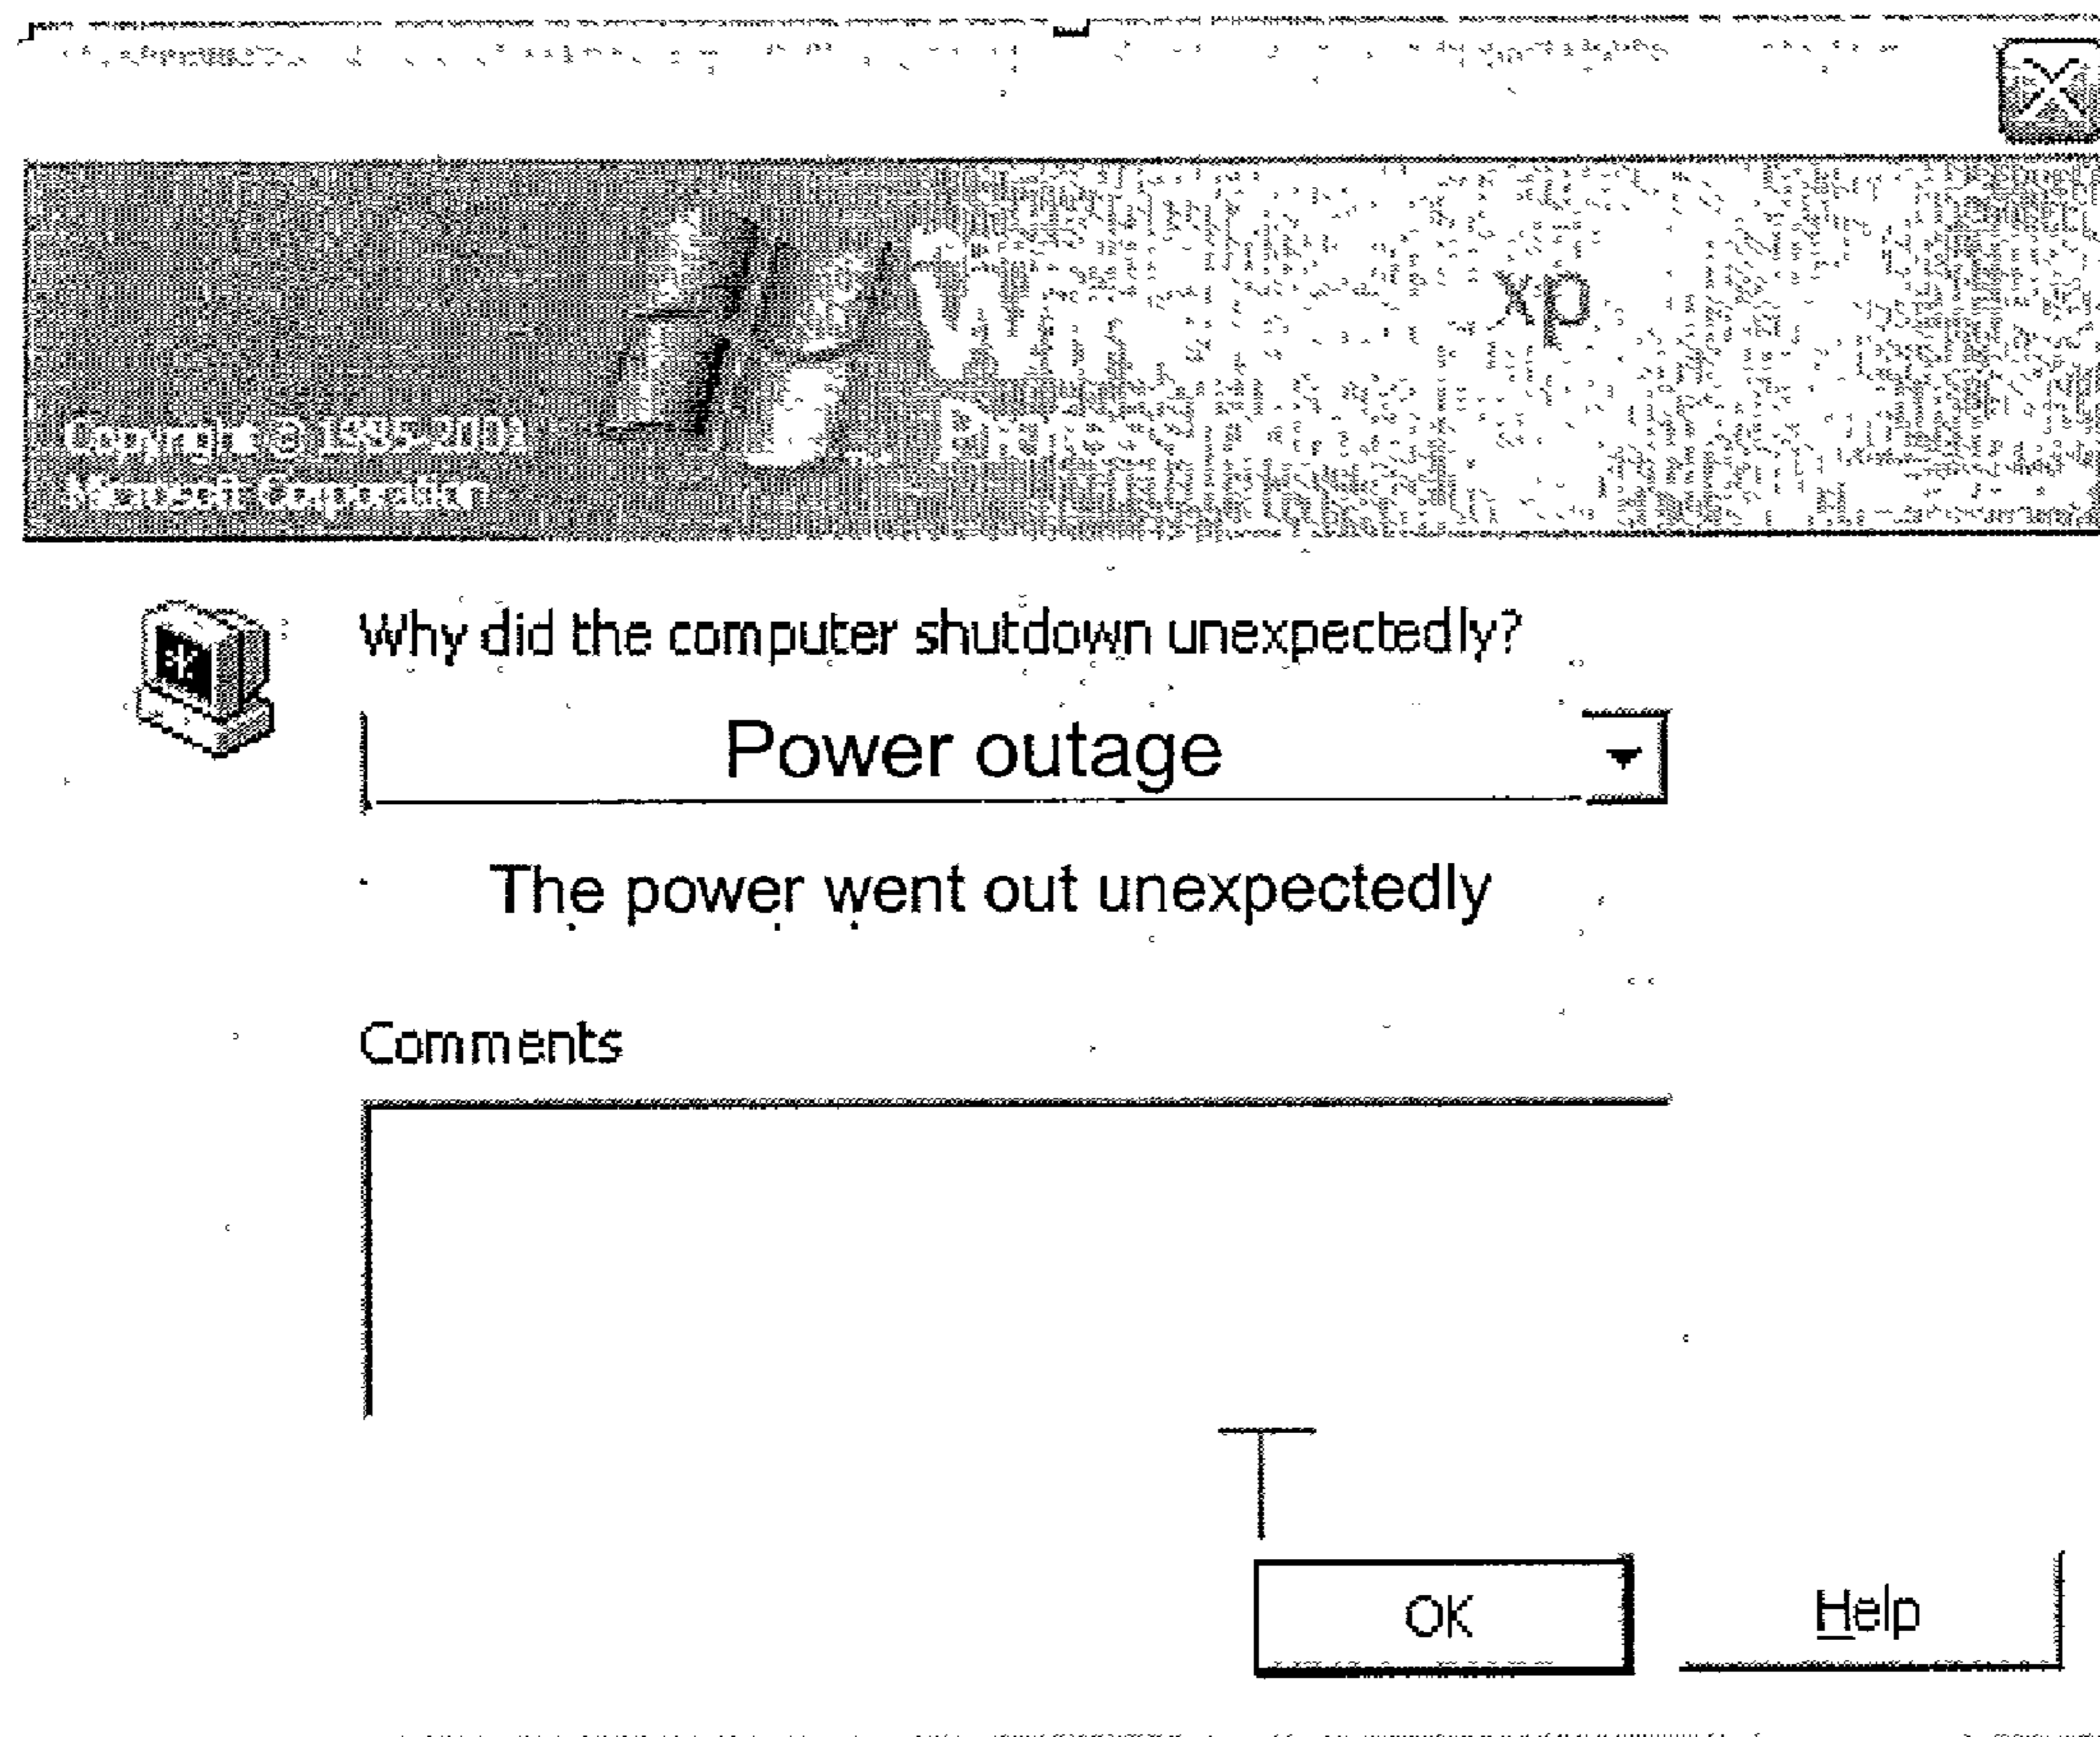 xp
Copyright © 1985-2001
Microsoft Corporation
Why did the computer shutdown unexpectedly?
Power outage
The power went out unexpectedly
Comments
OK
Help